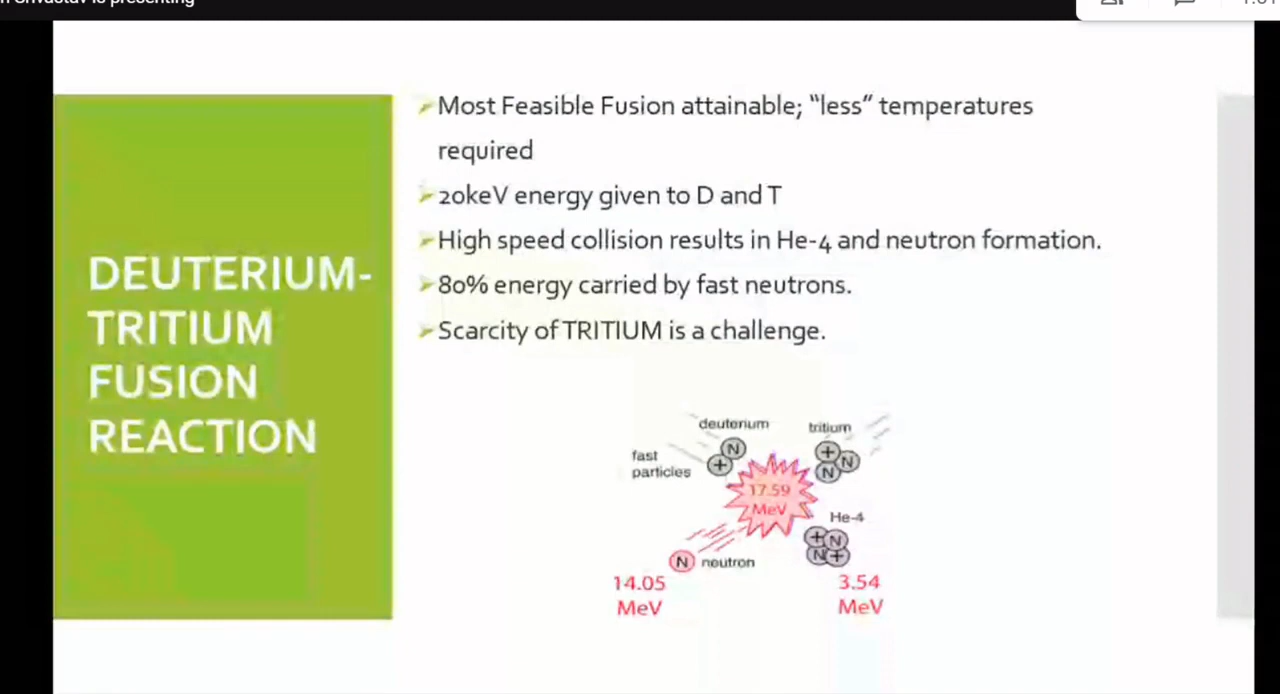 Srivastav is presenting
DEUTERIUM-
TRITIUM
FUSION
REACTION
Most Feasible Fusion attainable; “less” temperatures
required
20keV energy given to D and T
High speed collision results in He-4 and neutron formation.
80% energy carried by fast neutrons.
Scarcity of TRITIUM is a challenge.
deuterium
tritium
fast
particles
N
+
+
N
N
17.59
MeV
He-4
+ N
N +
N neutron
14.05
MeV
3.54
MeV